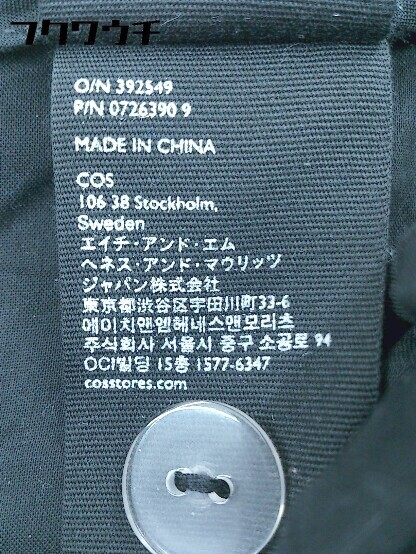 フクウクチ
O/N 392549
P/N 0726390 9
MADE IN CHINA
COS
106 38 Stockholm,
Sweden
エイチ・アンド・エム
ヘネス・アンド・マウリッツ
ジャパン株式会社
東京都渋谷区宇田川町33-6
에이치앤엠헤네스앤모리츠
주식회사 서울시 중구 소공로 94
OCI빌딩 15층 1577-6347
cosstores.com